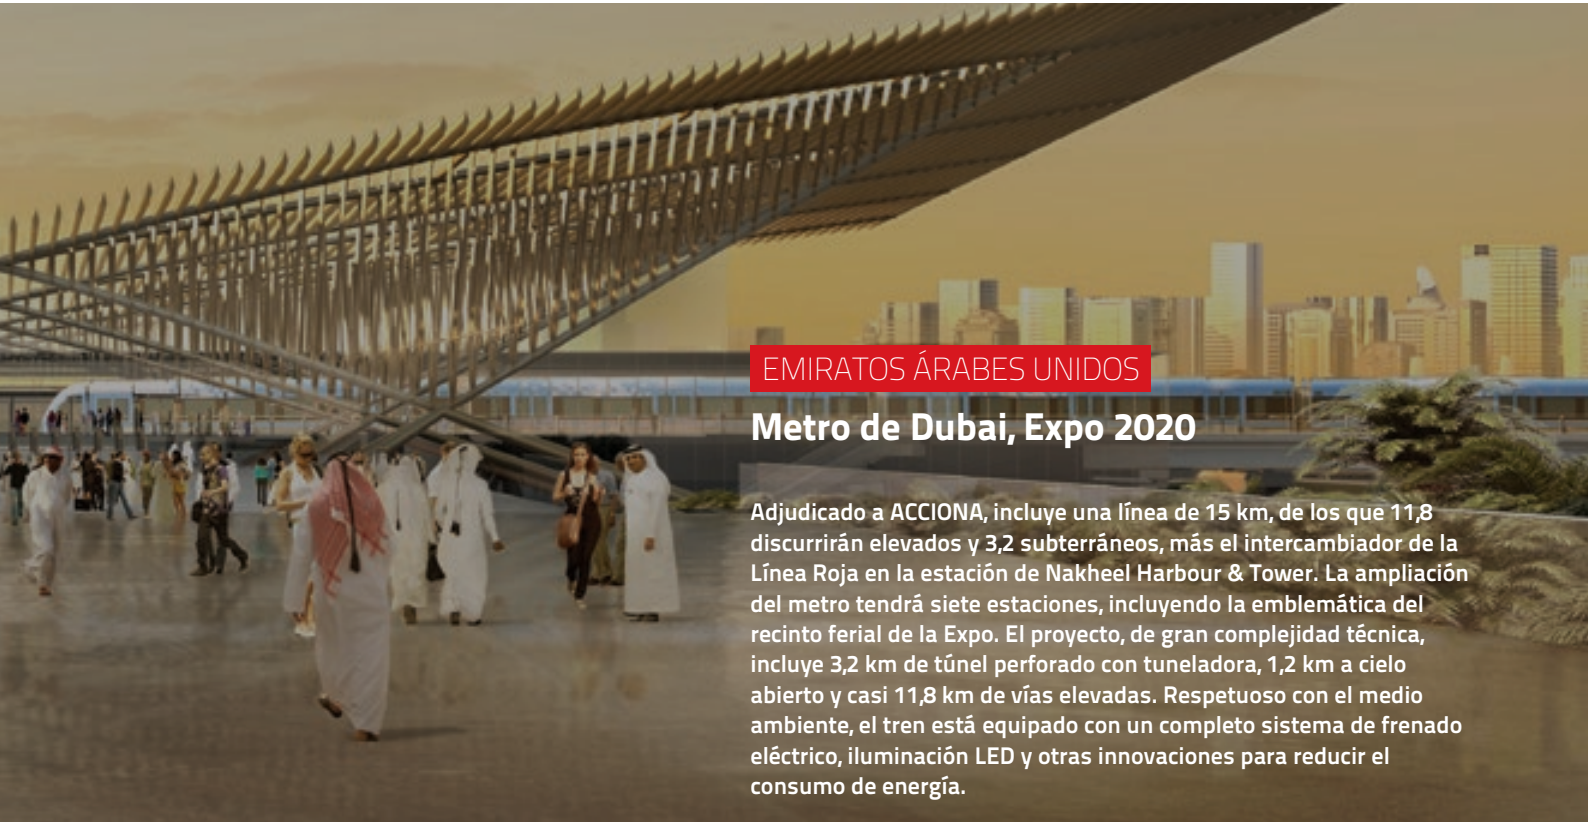 EMIRATOS ÁRABES UNIDOS
Metro de Dubai, Expo 2020
Adjudicado a ACCIONA, incluye una línea de 15 km, de los que 11,8
discurrirán elevados y 3,2 subterráneos, más el intercambiador de la
Línea Roja en la estación de Nakheel Harbour & Tower. La ampliación
del metro tendrá siete estaciones, incluyendo la emblemática del
recinto ferial de la Expo. El proyecto, de gran complejidad técnica,
incluye 3,2 km de túnel perforado con tuneladora, 1,2 km a cielo
abierto y casi 11,8 km de vías elevadas. Respetuoso con el medio
ambiente, el tren está equipado con un completo sistema de frenado
eléctrico, iluminación LED y otras innovaciones para reducir el
consumo de energía.